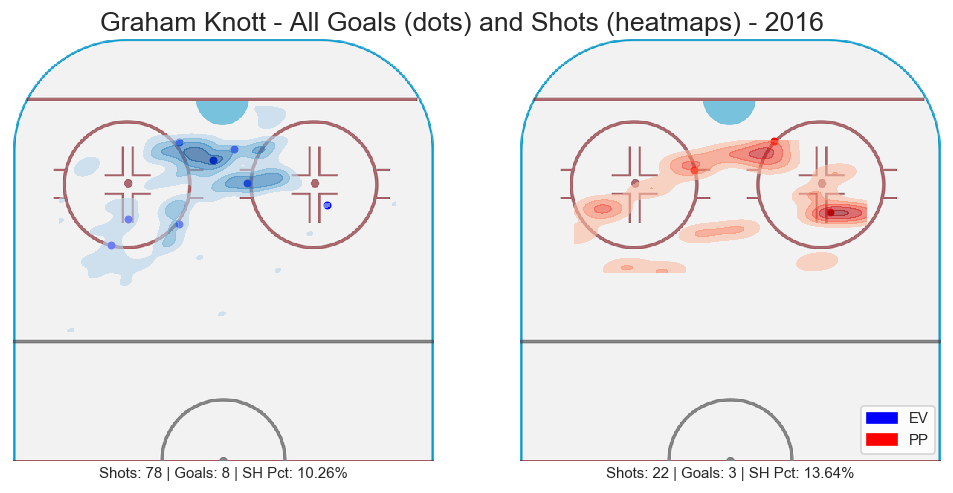 Graham Knott - All Goals (dots) and Shots (heatmaps) - 2016
EV
PP
Shots: 78 | Goals: 8 | SH Pct: 10.26%
Shots: 22 | Goals: 3 | SH Pct: 13.64%